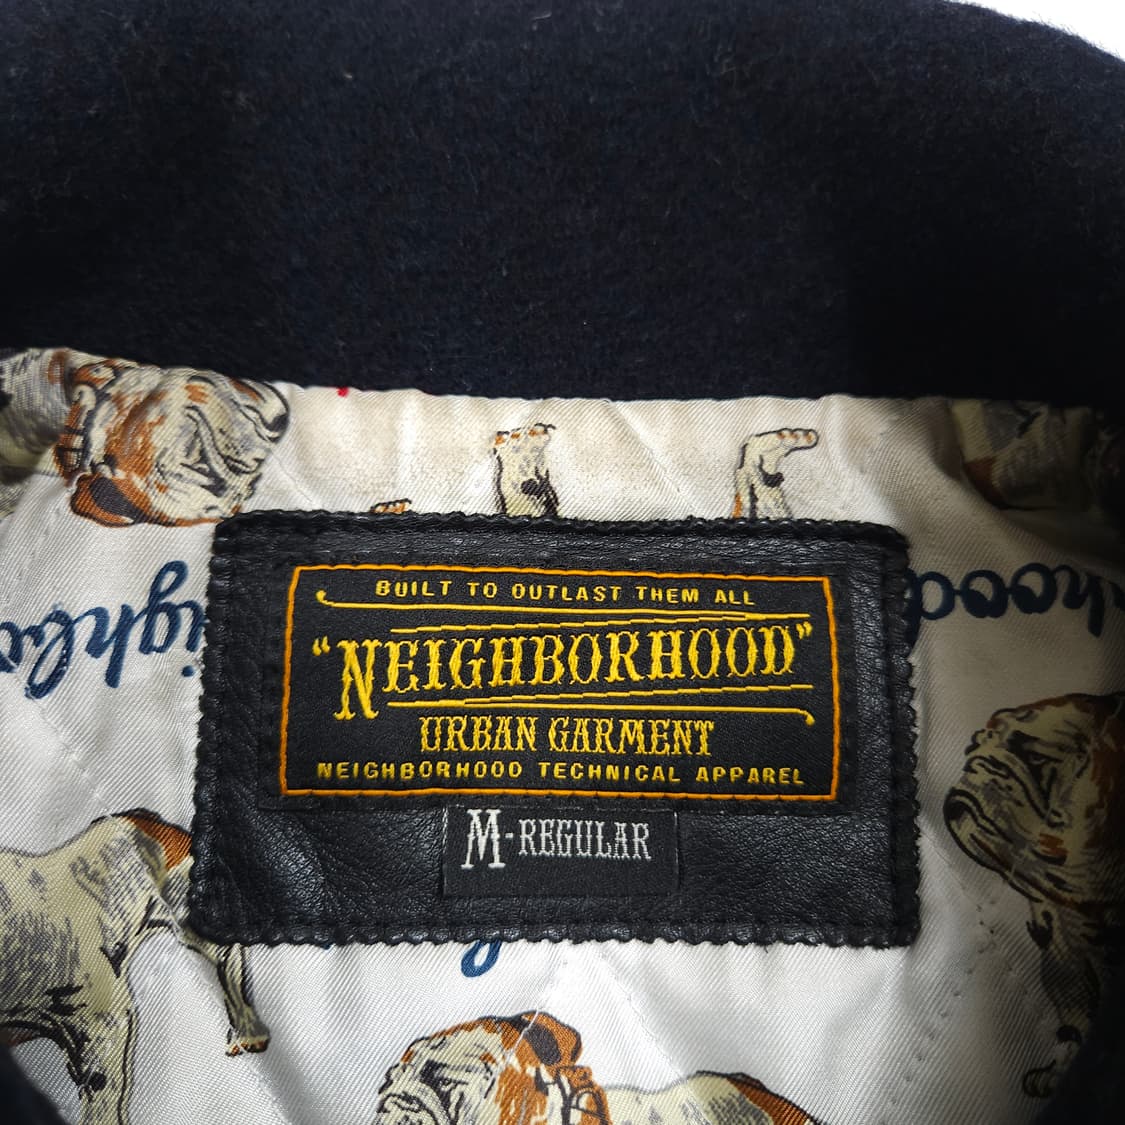 BUILT TO OUTLAST THEM ALL
"NEIGHBORHOOD"
URBAN GARMENT
NEIGHBORHOOD TECHNICAL APPAREL
M-REGULAR